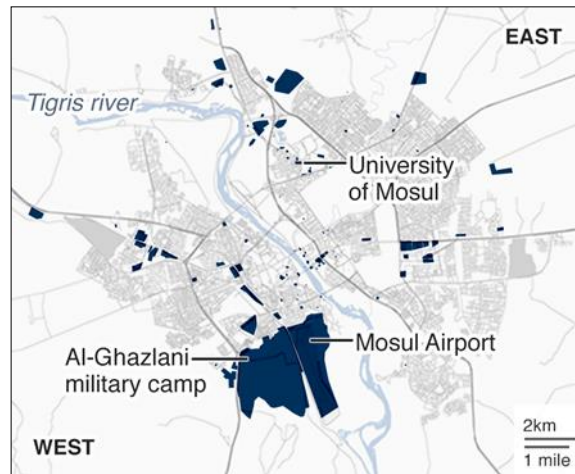 EAST
Tigris river
University
of Mosul
Mosul Airport
Al-Ghazlani
military camp
WEST
2km
1 mile